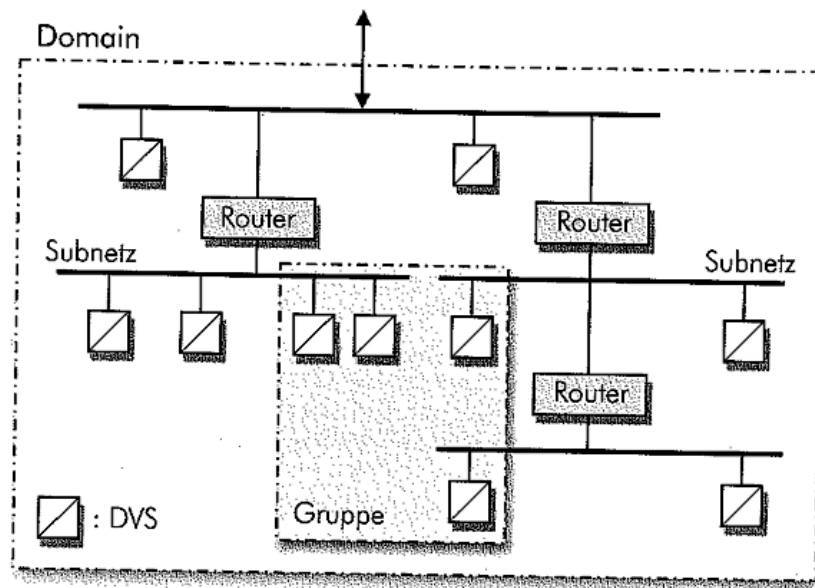 Domain
Router
Router
Subnetz
Subnetz
Router
Gruppe
: DVS